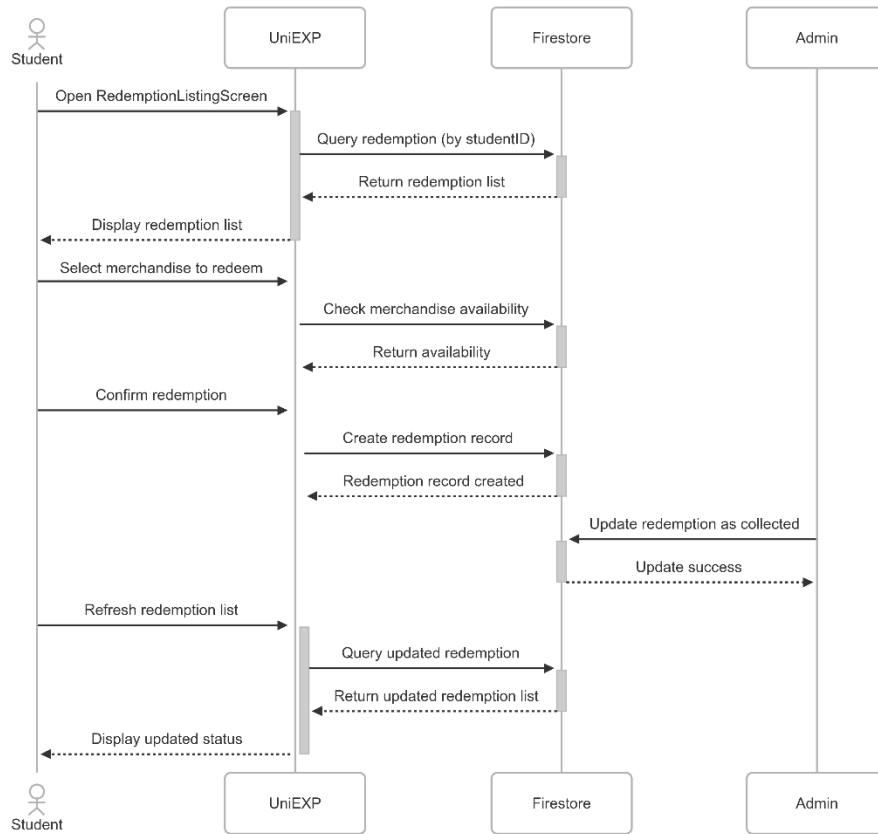 Student
UniEXP
Firestore
Admin
Open RedemptionListingScreen
Query redemption (by studentID)
Return redemption list
Display redemption list
Select merchandise to redeem
Check merchandise availability
Return availability
Confirm redemption
Create redemption record
Redemption record created
Update redemption as collected
Update success
Refresh redemption list
Query updated redemption
Return updated redemption list
Display updated status
Student
UniEXP
Firestore
Admin